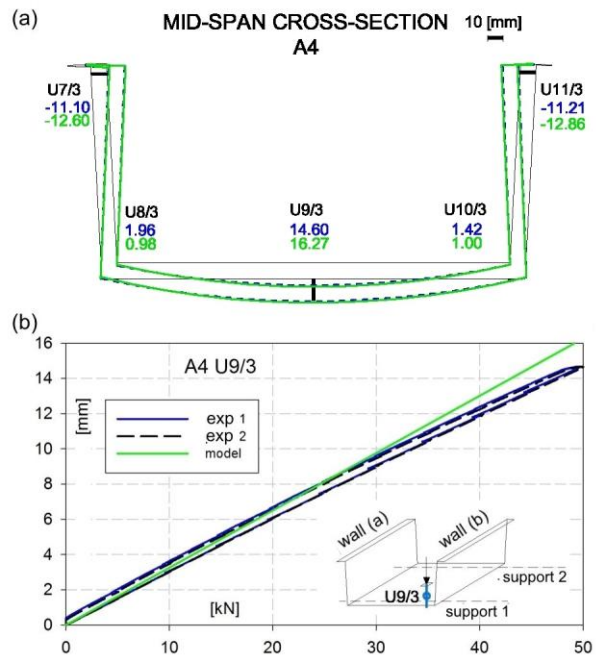 (a)
MID-SPAN CROSS-SECTION
10 [mm]
A4
U7/3
-11.10
-12.60
U11/3
-11.21
-12.86
U8/3
1.96
0.98
U9/3
14.60
16.27
U10/3
1.42
1.00
(b)
16
14
12
10
8
6
4
2
0
[mm]
A4 U9/3
exp 1
exp 2
model
wall (a)
wall (b)
support 2
U9/3
support 1
[kN]
0
10
20
30
40
50